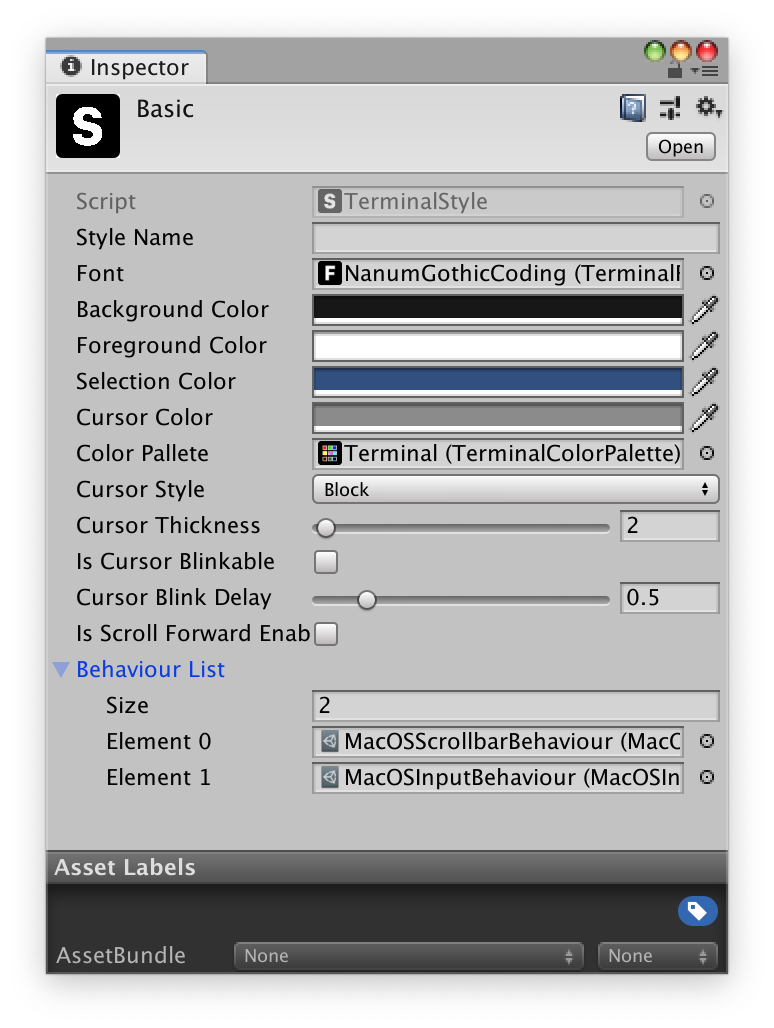 Inspector
S
Basic
Open
Script
S TerminalStyle
Style Name
Font
F NanumGothicCoding (TerminalF
Background Color
Foreground Color
Selection Color
Cursor Color
Color Pallete
Terminal (TerminalColorPalette)
Cursor Style
Block
Cursor Thickness
2
Is Cursor Blinkable
Cursor Blink Delay
0.5
Is Scroll Forward Enab
Behaviour List
Size
2
Element 0
MacOSScrollbarBehaviour (MacO
Element 1
MacOSInputBehaviour (MacOSIn
Asset Labels
AssetBundle
None
None